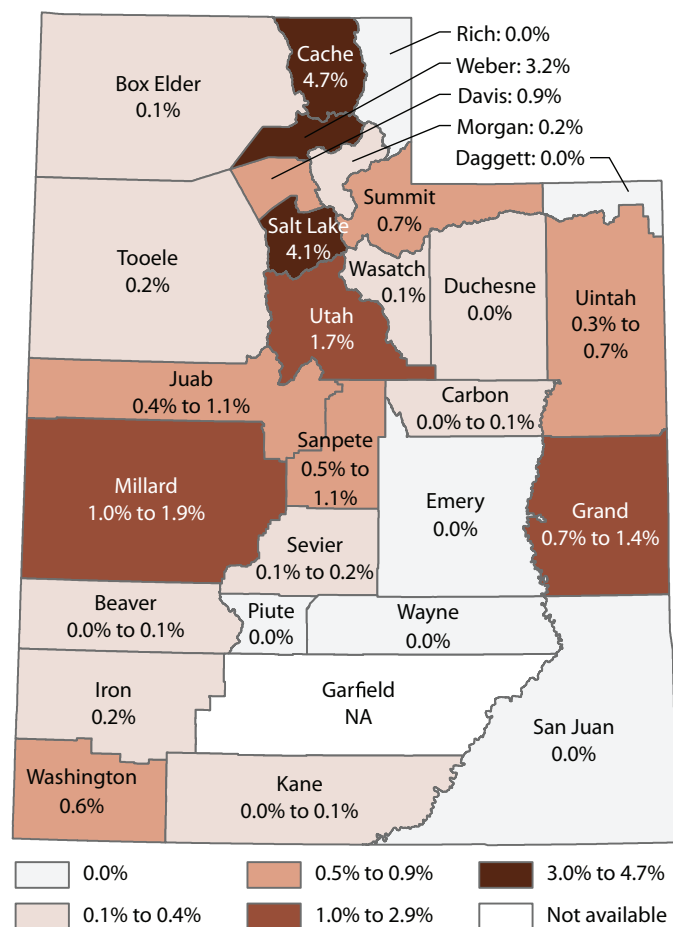 Rich: 0.0%
Weber: 3.2%
Davis: 0.9%
Morgan: 0.2%
Daggett: 0.0%
Cache
4.7%
Box Elder
0.1%
Summit
0.7%
Salt Lake
4.1%
Tooele
0.2%
Wasatch
0.1%
Duchesne
0.0%
Uintah
0.3% to
0.7%
Utah
1.7%
Juab
0.4% to 1.1%
Carbon
0.0% to 0.1%
Sanpete
0.5% to
1.1%
Millard
1.0% to 1.9%
Emery
0.0%
Grand
0.7% to 1.4%
Sevier
0.1% to 0.2%
Beaver
0.0% to 0.1%
Piute
0.0%
Wayne
0.0%
Iron
0.2%
Garfield
NA
San Juan
0.0%
Washington
0.6%
Kane
0.0% to 0.1%
0.0%
0.5% to 0.9%
3.0% to 4.7%
0.1% to 0.4%
1.0% to 2.9%
Not available